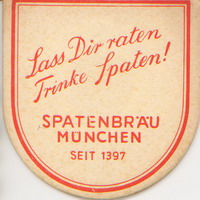 Lass Dir raten
Trinke Spaten!
SPATENBRÄU
MÜNCHEN
SEIT 1397